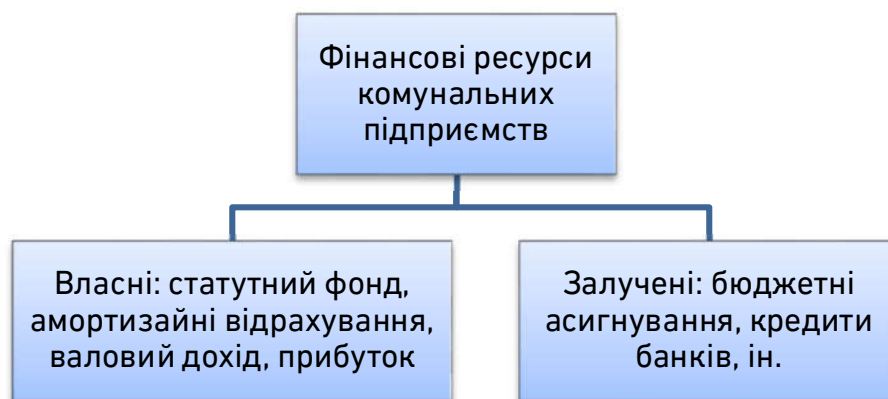 Фінансові ресурси
комунальних
підприємств
Власні: статутний фонд,
амортизайні відрахування,
валовий дохід, прибуток
Залучені: бюджетні
асигнування, кредити
банків, ін.